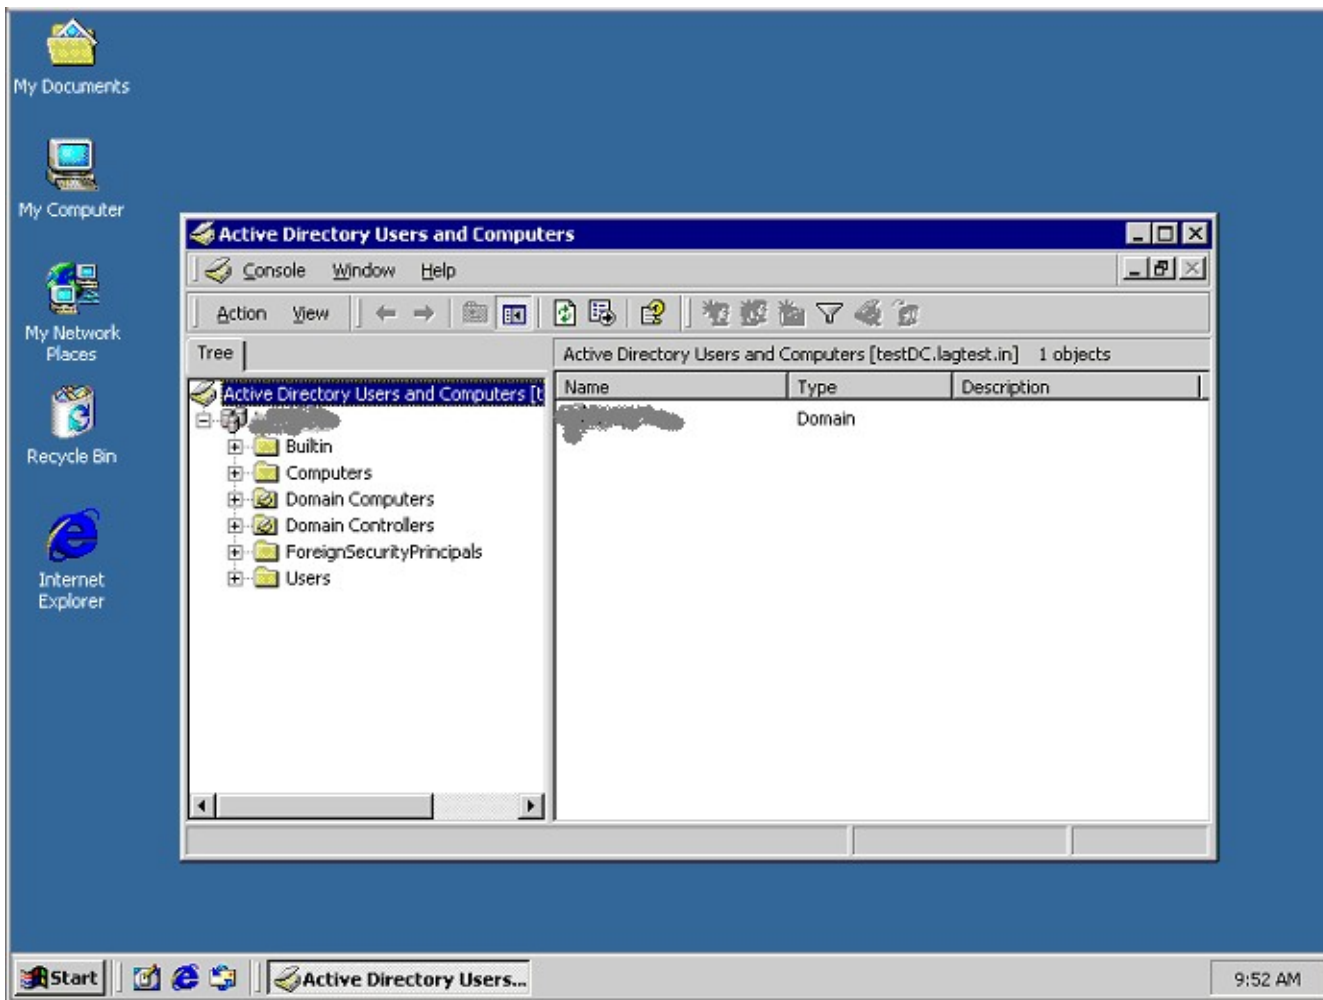 My Documents
My Computer
My Network
Places
Recycle Bin
Internet
Explorer
Active Directory Users and Computers
Console Window Help
Action View
Tree
Active Directory Users and Computers [testDC.lagtest.in] 1 objects
Active Directory Users and Computers [t
Builtin
Computers
Domain Computers
Domain Controllers
ForeignSecurityPrincipals
Users
Name Type Description
Domain
Start Active Directory Users... 9:52 AM